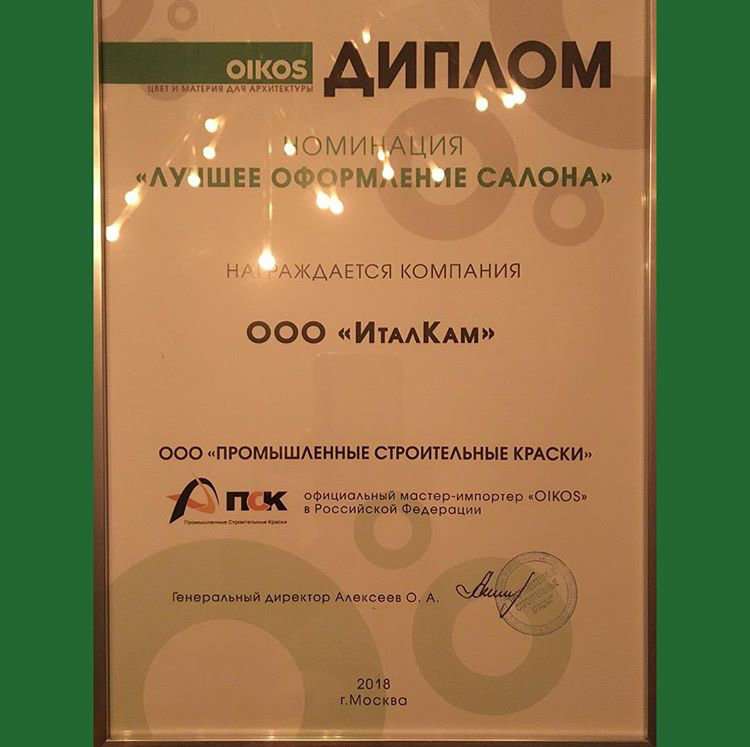 OIKOS
ДИПЛОМ
ЦВЕТ И МАТЕРИЯ ДЛЯ АРХИТЕКТУРЫ
НОМИНАЦИЯ
«ЛУЧШЕЕ ОФОРМЛЕНИЕ САЛОНА»
НАГРАЖДАЕТСЯ КОМПАНИЯ
ООО «ИталКам»
ООО «ПРОМЫШЛЕННЫЕ СТРОИТЕЛЬНЫЕ КРАСКИ»
ПСК
Промышленные Строительные Краски
официальный мастер-импортер «OIKOS»
в Российской Федерации
Генеральный директор Алексеев О. А.
2018
г.Москва